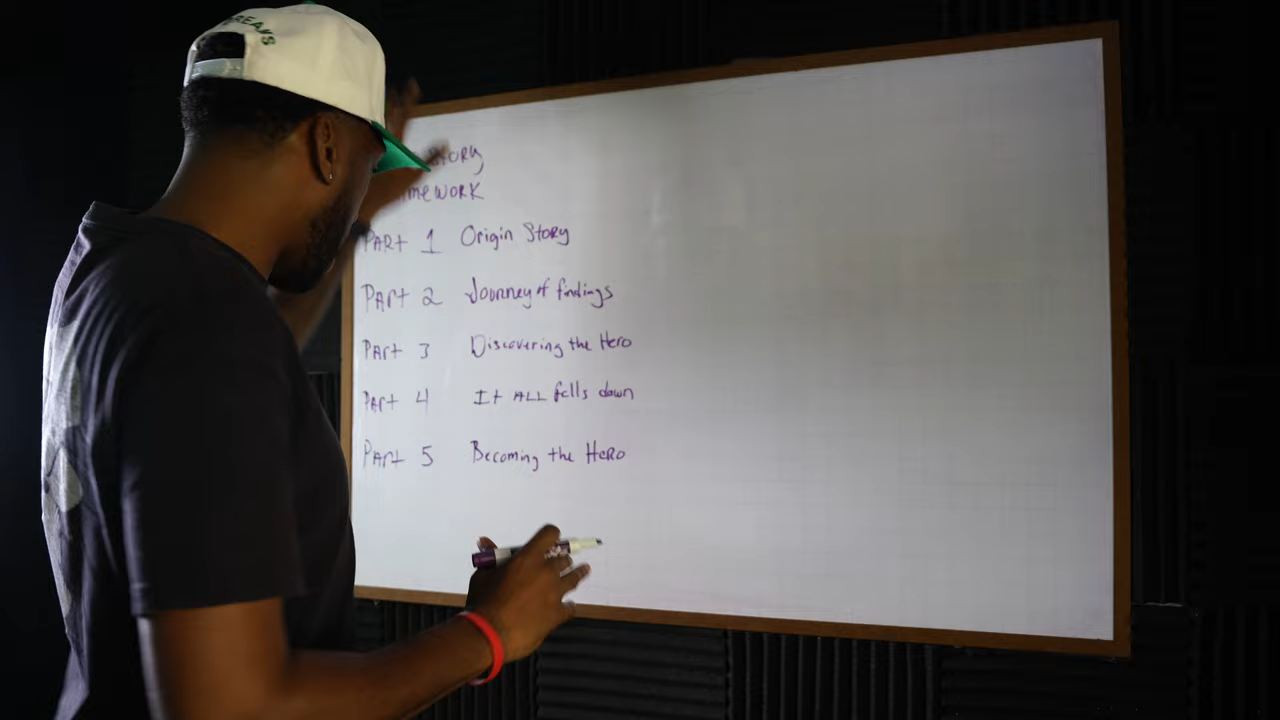 STORY
PART 1 Origin Story
PArt 2 Journey of findings
PArt 3 Discovering the Hero
PArt 4 It ALL falls down
PArt 5 Becoming the Hero